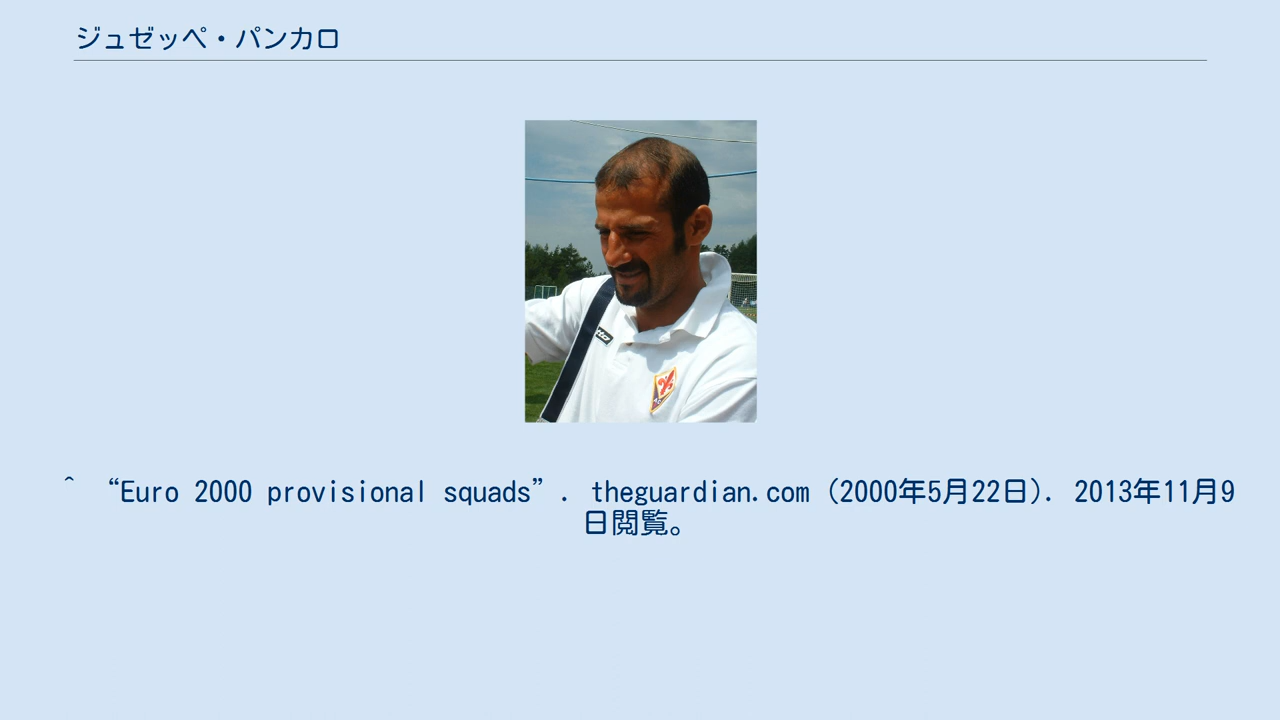 ジュゼッペ・パンカロ
^ “Euro 2000 provisional squads”. theguardian.com (2000年5月22日). 2013年11月9
日閲覧。